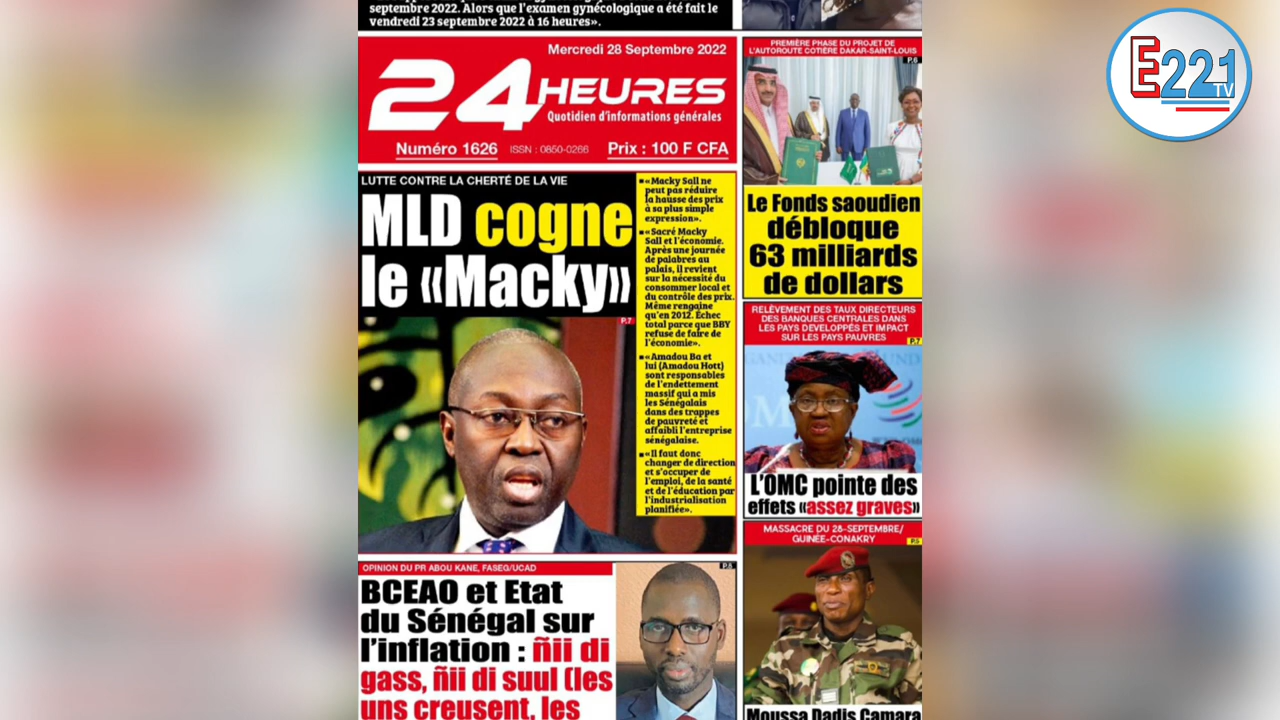 septembre 2022. Alors que l'examen gynécologique a été fait le
vendredi 23 septembre 2022 à 16 heures».
Mercredi 28 Septembre 2022
24 HEURES
Quotidien d'informations générales
Numéro 1626
ISSN : 0850-0266
Prix : 100 F CFA
LUTTE CONTRE LA CHERTÉ DE LA VIE
MLD cogne
le «Macky»
P.7
«Macky Sall ne
peut pas réduire
la hausse des prix
à sa plus simple
expression».
«Sacré Macky
Sall et l'économie.
Après une journée
de palabres au
palais, il revient
sur la nécessité du
consommer local et
du contrôle des prix.
Même rengaine
qu'en 2012. Échec
total parce que BBY
refuse de faire de
l'économie».
«Amadou Ba et
lui (Amadou Hott)
sont responsables
de l'endettement
massif qui a mis
les Sénégalais
dans des trappes
de pauvreté et
affaibli l'entreprise
sénégalaise.
«Il faut donc
changer de direction
et s'occuper de
l'emploi, de la santé
et de l'éducation par
l'industrialisation
planifiée».
OPINION DU PR ABOU KANE, FASEG/UCAD
P.8
BCEAO et Etat
du Sénégal sur
l'inflation : ñii di
gass, ñii di suul (les
uns creusent, les
PREMIÈRE PHASE DU PROJET DE
L'AUTOROUTE COTIÈRE DAKAR-SAINT-LOUIS
P.6
Le Fonds saoudien
débloque
63 milliards
de dollars
RELÈVEMENT DES TAUX DIRECTEURS
DES BANQUES CENTRALES DANS
LES PAYS DEVELOPPÉS ET IMPACT
SUR LES PAYS PAUVRES
P.7
L'OMC pointe des
effets «assez graves»
MASSACRE DU 28-SEPTEMBRE/
GUINÉE-CONAKRY
P.5
Moussa Dadis Camara
E221
TV